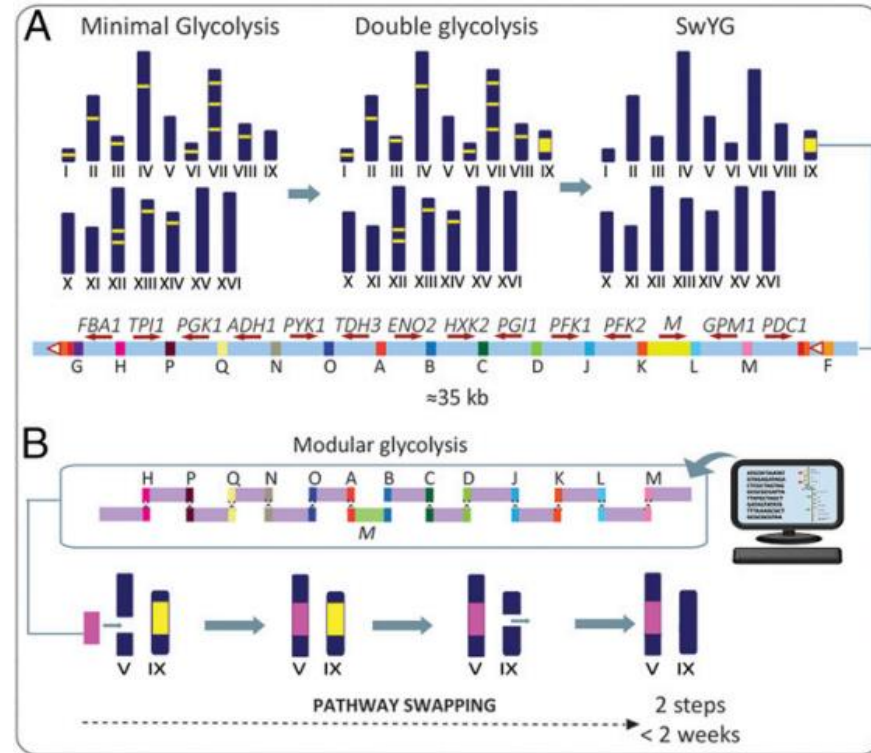 A
Minimal Glycolysis Double glycolysis SwYG
I II III IV V VI VII VIII IX I II III IV V VI VII VIII IX I II III IV V VI VII VIII IX
X XI XII XIII XIV XV XVI X XI XII XIII XIV XV XVI X XI XII XIII XIV XV XVI
FBA1 TPI1 PGK1 ADH1 PYK1 TDH3 ENO2 HXK2 PGI1 PFK1 PFK2 M GPM1 PDC1
G H P Q N O A B C D J K L M F
≈35 kb
B
Modular glycolysis
H P Q N O A B C D J K L M
M
V IX V IX V IX V IX
PATHWAY SWAPPING
2 steps
< 2 weeks